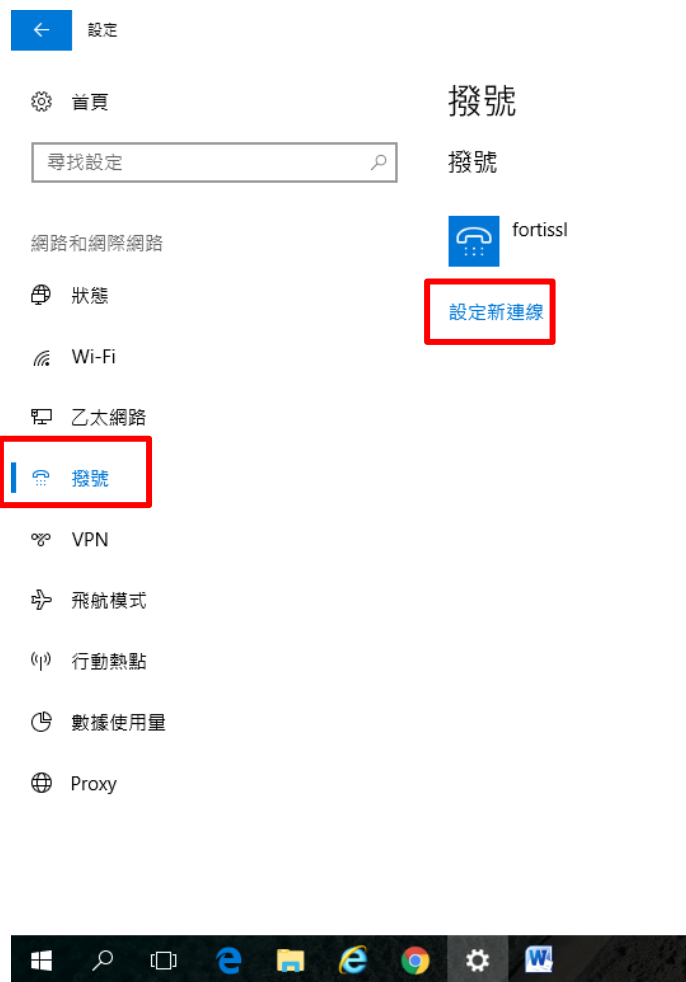 設定
首頁
尋找設定
網路和網際網路
狀態
Wi-Fi
乙太網路
撥號
VPN
飛航模式
行動熱點
數據使用量
Proxy
撥號
撥號
fortissl
設定新連線